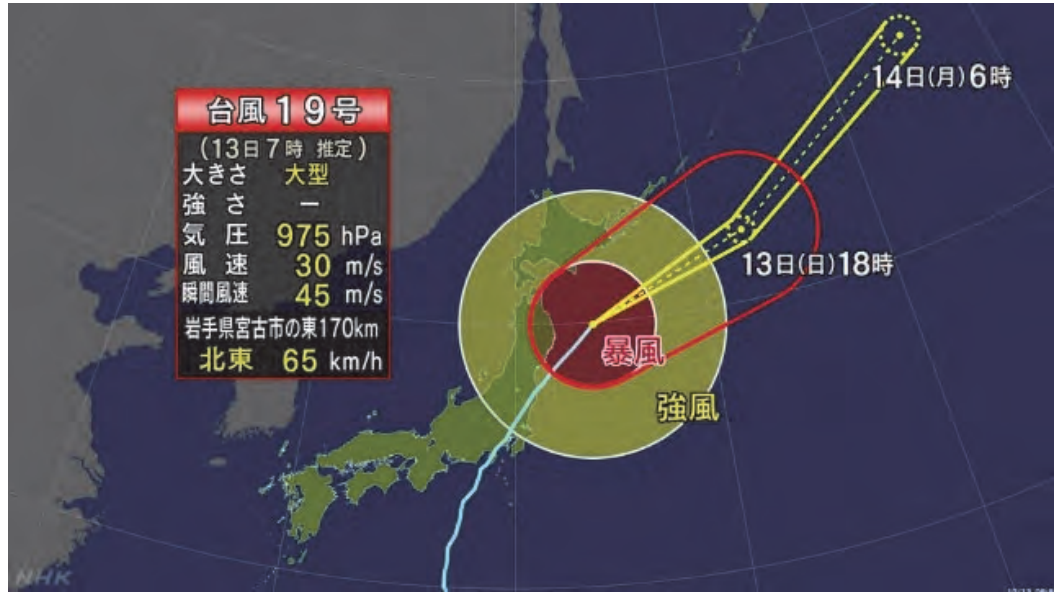 台風19号
(13日7時 推定)
大きさ 大型
強さ ー
気圧 975 hPa
風速 30 m/s
瞬間風速 45 m/s
岩手県宮古市の東170km
北東 65 km/h
14日(月)6時
13日(日)18時
暴風
強風
NHK